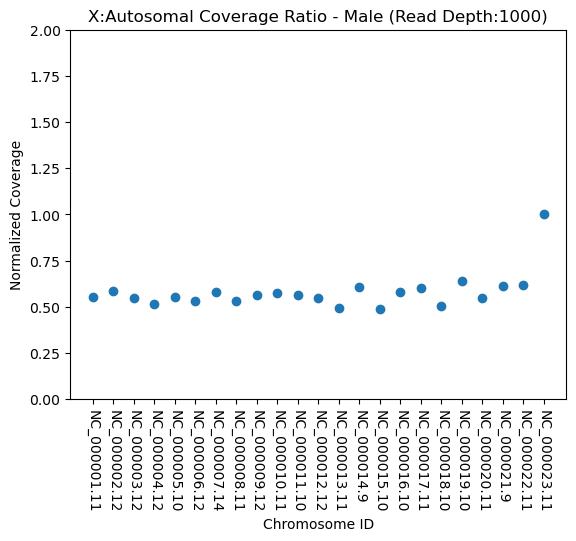 X:Autosomal Coverage Ratio - Male (Read Depth:1000)
2.00
1.75
1.50
1.25
1.00
0.75
0.50
0.25
0.00
Normalized Coverage
NC_000001.11
NC_000002.12
NC_000003.12
NC_000004.12
NC_000005.10
NC_000006.12
NC_000007.14
NC_000008.11
NC_000009.12
NC_000010.11
NC_000011.10
NC_000012.12
NC_000013.11
NC_000014.9
NC_000015.10
NC_000016.10
NC_000017.11
NC_000018.10
NC_000019.10
NC_000020.11
NC_000021.9
NC_000022.11
NC_000023.11
Chromosome ID